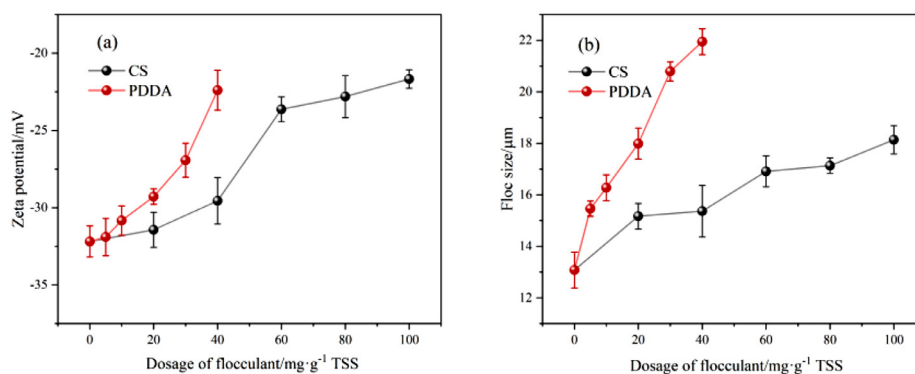 (a)
CS
PDDA
Zeta potential/mV
-20
-25
-30
-35
0 20 40 60 80 100
Dosage of flocculant/mg·g⁻¹ TSS
(b)
CS
PDDA
Floc size/μm
22
20
18
16
14
12
0 20 40 60 80 100
Dosage of flocculant/mg·g⁻¹ TSS